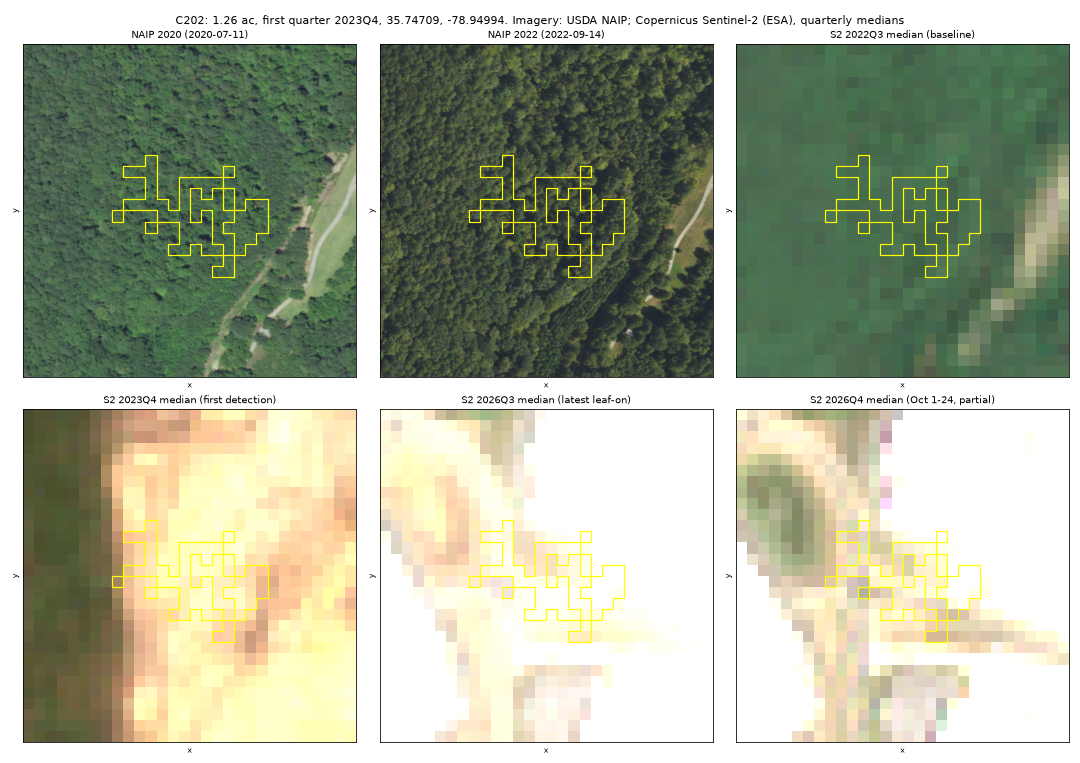 C202: 1.26 ac, first quarter 2023Q4, 35.74709, -78.94994. Imagery: USDA NAIP; Copernicus Sentinel-2 (ESA), quarterly medians
NAIP 2020 (2020-07-11)
NAIP 2022 (2022-09-14)
S2 2022Q3 median (baseline)
y
x
y
x
y
x
S2 2023Q4 median (first detection)
S2 2026Q3 median (latest leaf-on)
S2 2026Q4 median (Oct 1-24, partial)
y
x
y
x
y
x